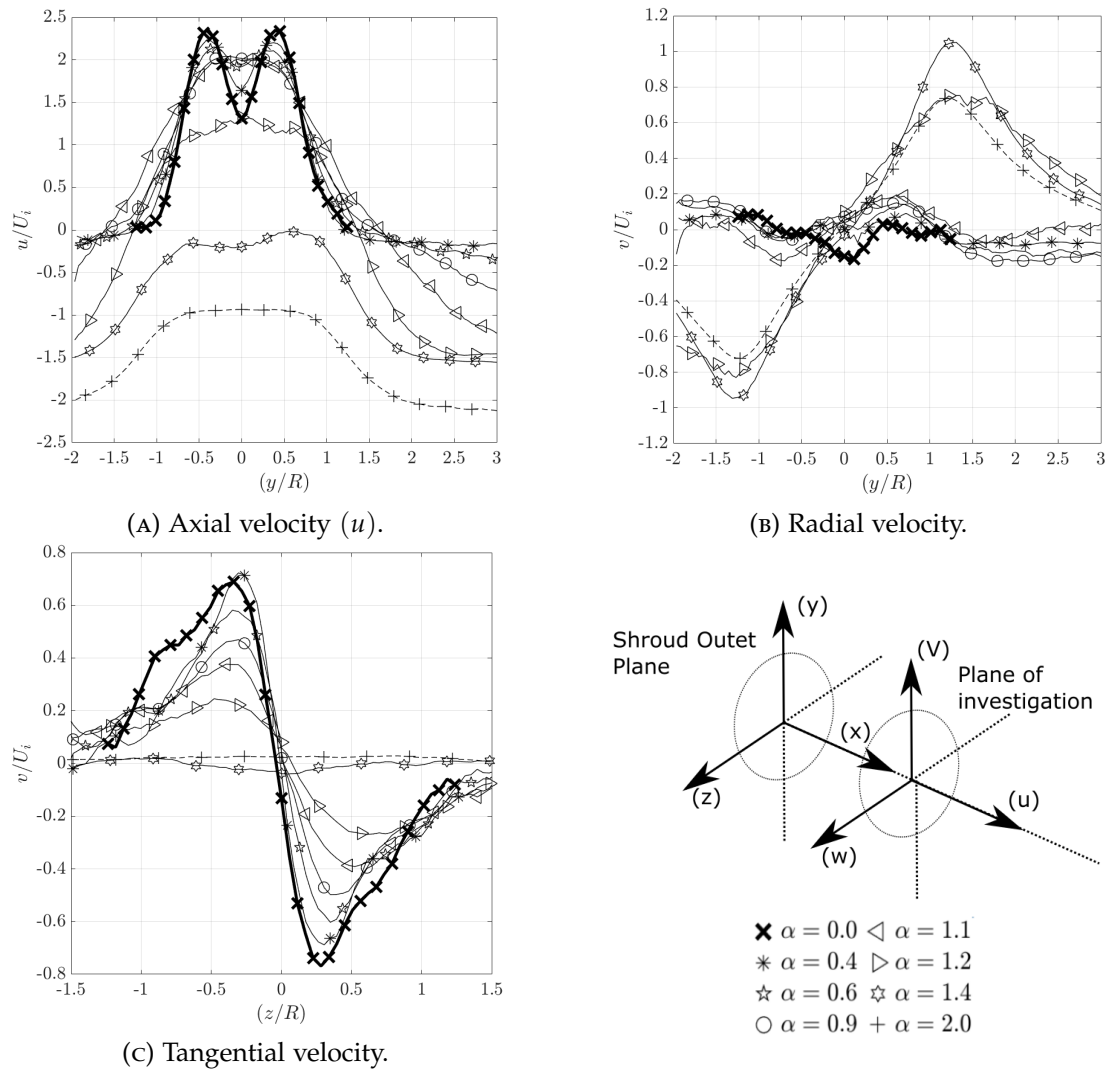 2.5
2
1.5
1
0.5
0
-0.5
-1
-1.5
-2
-2.5
u/U_i
-2 -1.5 -1 -0.5 0 0.5 1 1.5 2 2.5 3
(y/R)
(A) Axial velocity (u).
1.2
1
0.8
0.6
0.4
0.2
0
-0.2
-0.4
-0.6
-0.8
-1
-1.2
v/U_i
-2 -1.5 -1 -0.5 0 0.5 1 1.5 2 2.5 3
(y/R)
(B) Radial velocity.
0.8
0.6
0.4
0.2
0
-0.2
-0.4
-0.6
-0.8
v/U_i
-1.5 -1 -0.5 0 0.5 1 1.5
(z/R)
(C) Tangential velocity.
(y)
Shroud Outet
Plane
(V)
Plane of
investigation
(x)
(z)
(u)
(w)
α = 0.0 α = 1.1
α = 0.4 α = 1.2
α = 0.6 α = 1.4
α = 0.9 α = 2.0